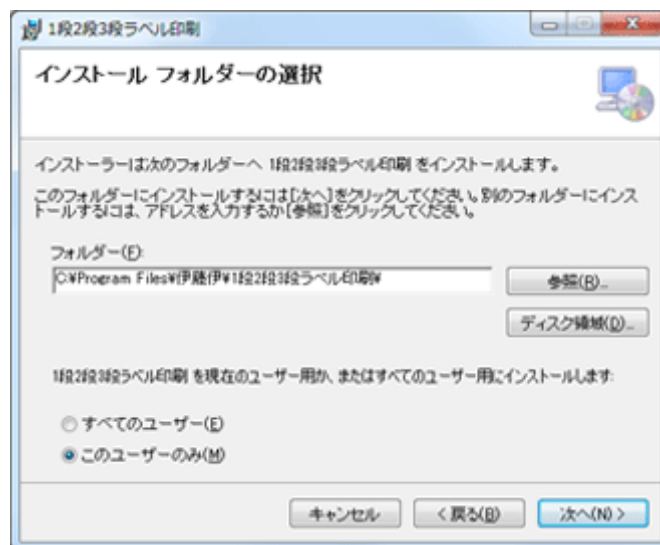 1段2段3段ラベル印刷
インストール フォルダーの選択
インストーラーは次のフォルダーへ 1段2段3段ラベル印刷 をインストールします。
このフォルダーにインストールするには[次へ]をクリックしてください。別のフォルダーにインス
トールするには、アドレスを入力するか[参照]をクリックしてください。
フォルダー(F):
C:¥Program Files¥伊藤伊¥1段2段3段ラベル印刷¥
参照(R)...
ディスク領域(D)...
1段2段3段ラベル印刷 を現在のユーザー用か、またはすべてのユーザー用にインストールします:
すべてのユーザー(E)
このユーザーのみ(M)
キャンセル
< 戻る(B)
次へ(N) >